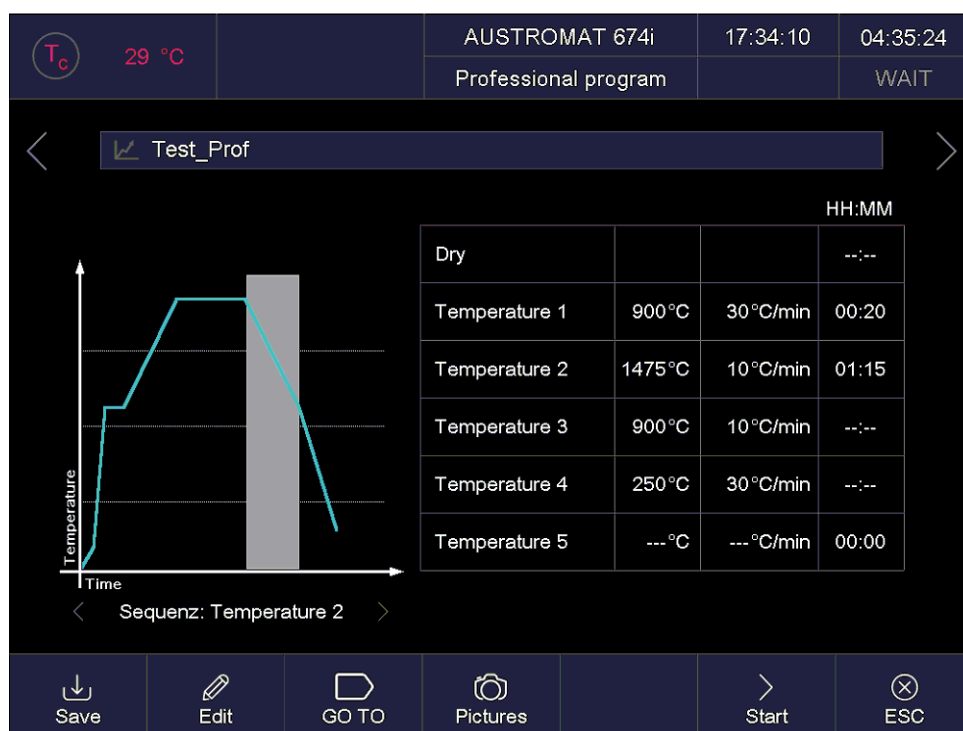 Tc 29 °C AUSTROMAT 674i 17:34:10 04:35:24
Professional program WAIT
Test_Prof
HH:MM
Dry --:--
Temperature 1 900°C 30°C/min 00:20
Temperature 2 1475°C 10°C/min 01:15
Temperature 3 900°C 10°C/min --:--
Temperature 4 250°C 30°C/min --:--
Temperature 5 ---°C ---°C/min 00:00
Temperature
Time
Sequenz: Temperature 2
Save Edit GO TO Pictures Start ESC